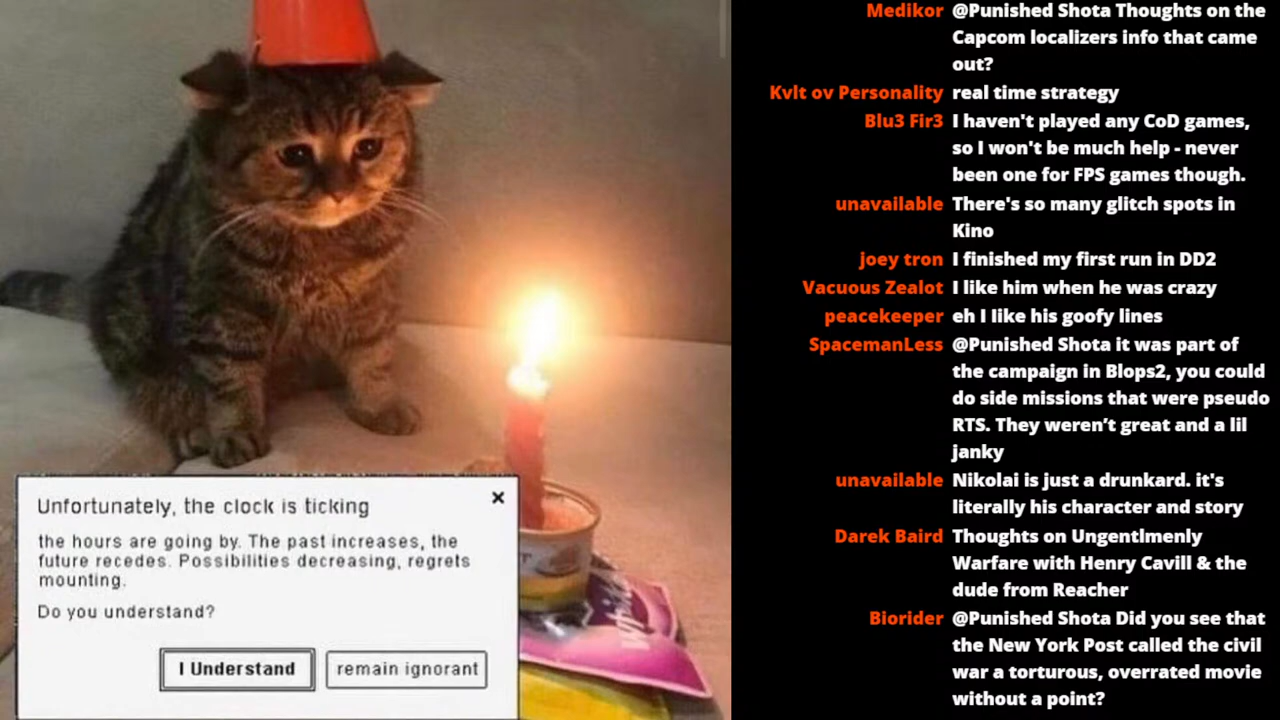 Unfortunately, the clock is ticking
the hours are going by. The past increases, the
future recedes. Possibilities decreasing, regrets
mounting.
Do you understand?
I Understand
remain ignorant
Medikor @Punished Shota Thoughts on the
Capcom localizers info that came
out?
Kvlt ov Personality real time strategy
Blu3 Fir3 I haven't played any CoD games,
so I won't be much help - never
been one for FPS games though.
unavailable There's so many glitch spots in
Kino
joey tron I finished my first run in DD2
Vacuous Zealot I like him when he was crazy
peacekeeper eh I like his goofy lines
SpacemanLess @Punished Shota it was part of
the campaign in Blops2, you could
do side missions that were pseudo
RTS. They weren’t great and a lil
janky
unavailable Nikolai is just a drunkard. it's
literally his character and story
Darek Baird Thoughts on Ungentlmenly
Warfare with Henry Cavill & the
dude from Reacher
Biorider @Punished Shota Did you see that
the New York Post called the civil
war a torturous, overrated movie
without a point?